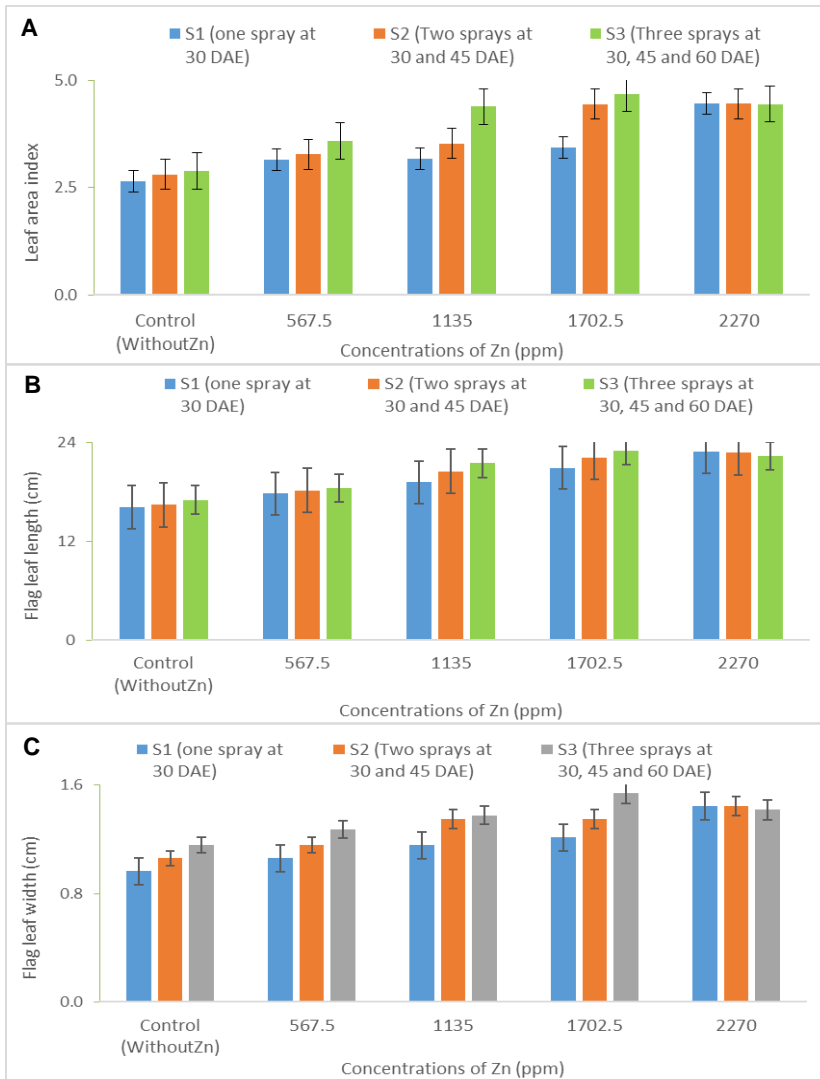 A
S1 (one spray at
30 DAE)
S2 (Two sprays at
30 and 45 DAE)
S3 (Three sprays at
30, 45 and 60 DAE)
Leaf area index
5.0
2.5
0.0
Control
(WithoutZn)
567.5
1135
1702.5
2270
Concentrations of Zn (ppm)
B
S1 (one spray at
30 DAE)
S2 (Two sprays at
30 and 45 DAE)
S3 (Three sprays at
30, 45 and 60 DAE)
Flag leaf length (cm)
24
12
0
Control
(WithoutZn)
567.5
1135
1702.5
2270
Concentrations of Zn (ppm)
C
S1 (one spray at
30 DAE)
S2 (Two sprays at
30 and 45 DAE)
S3 (Three sprays at
30, 45 and 60 DAE)
Flag leaf width (cm)
1.6
0.8
0.0
Control
(WithoutZn)
567.5
1135
1702.5
2270
Concentrations of Zn (ppm)